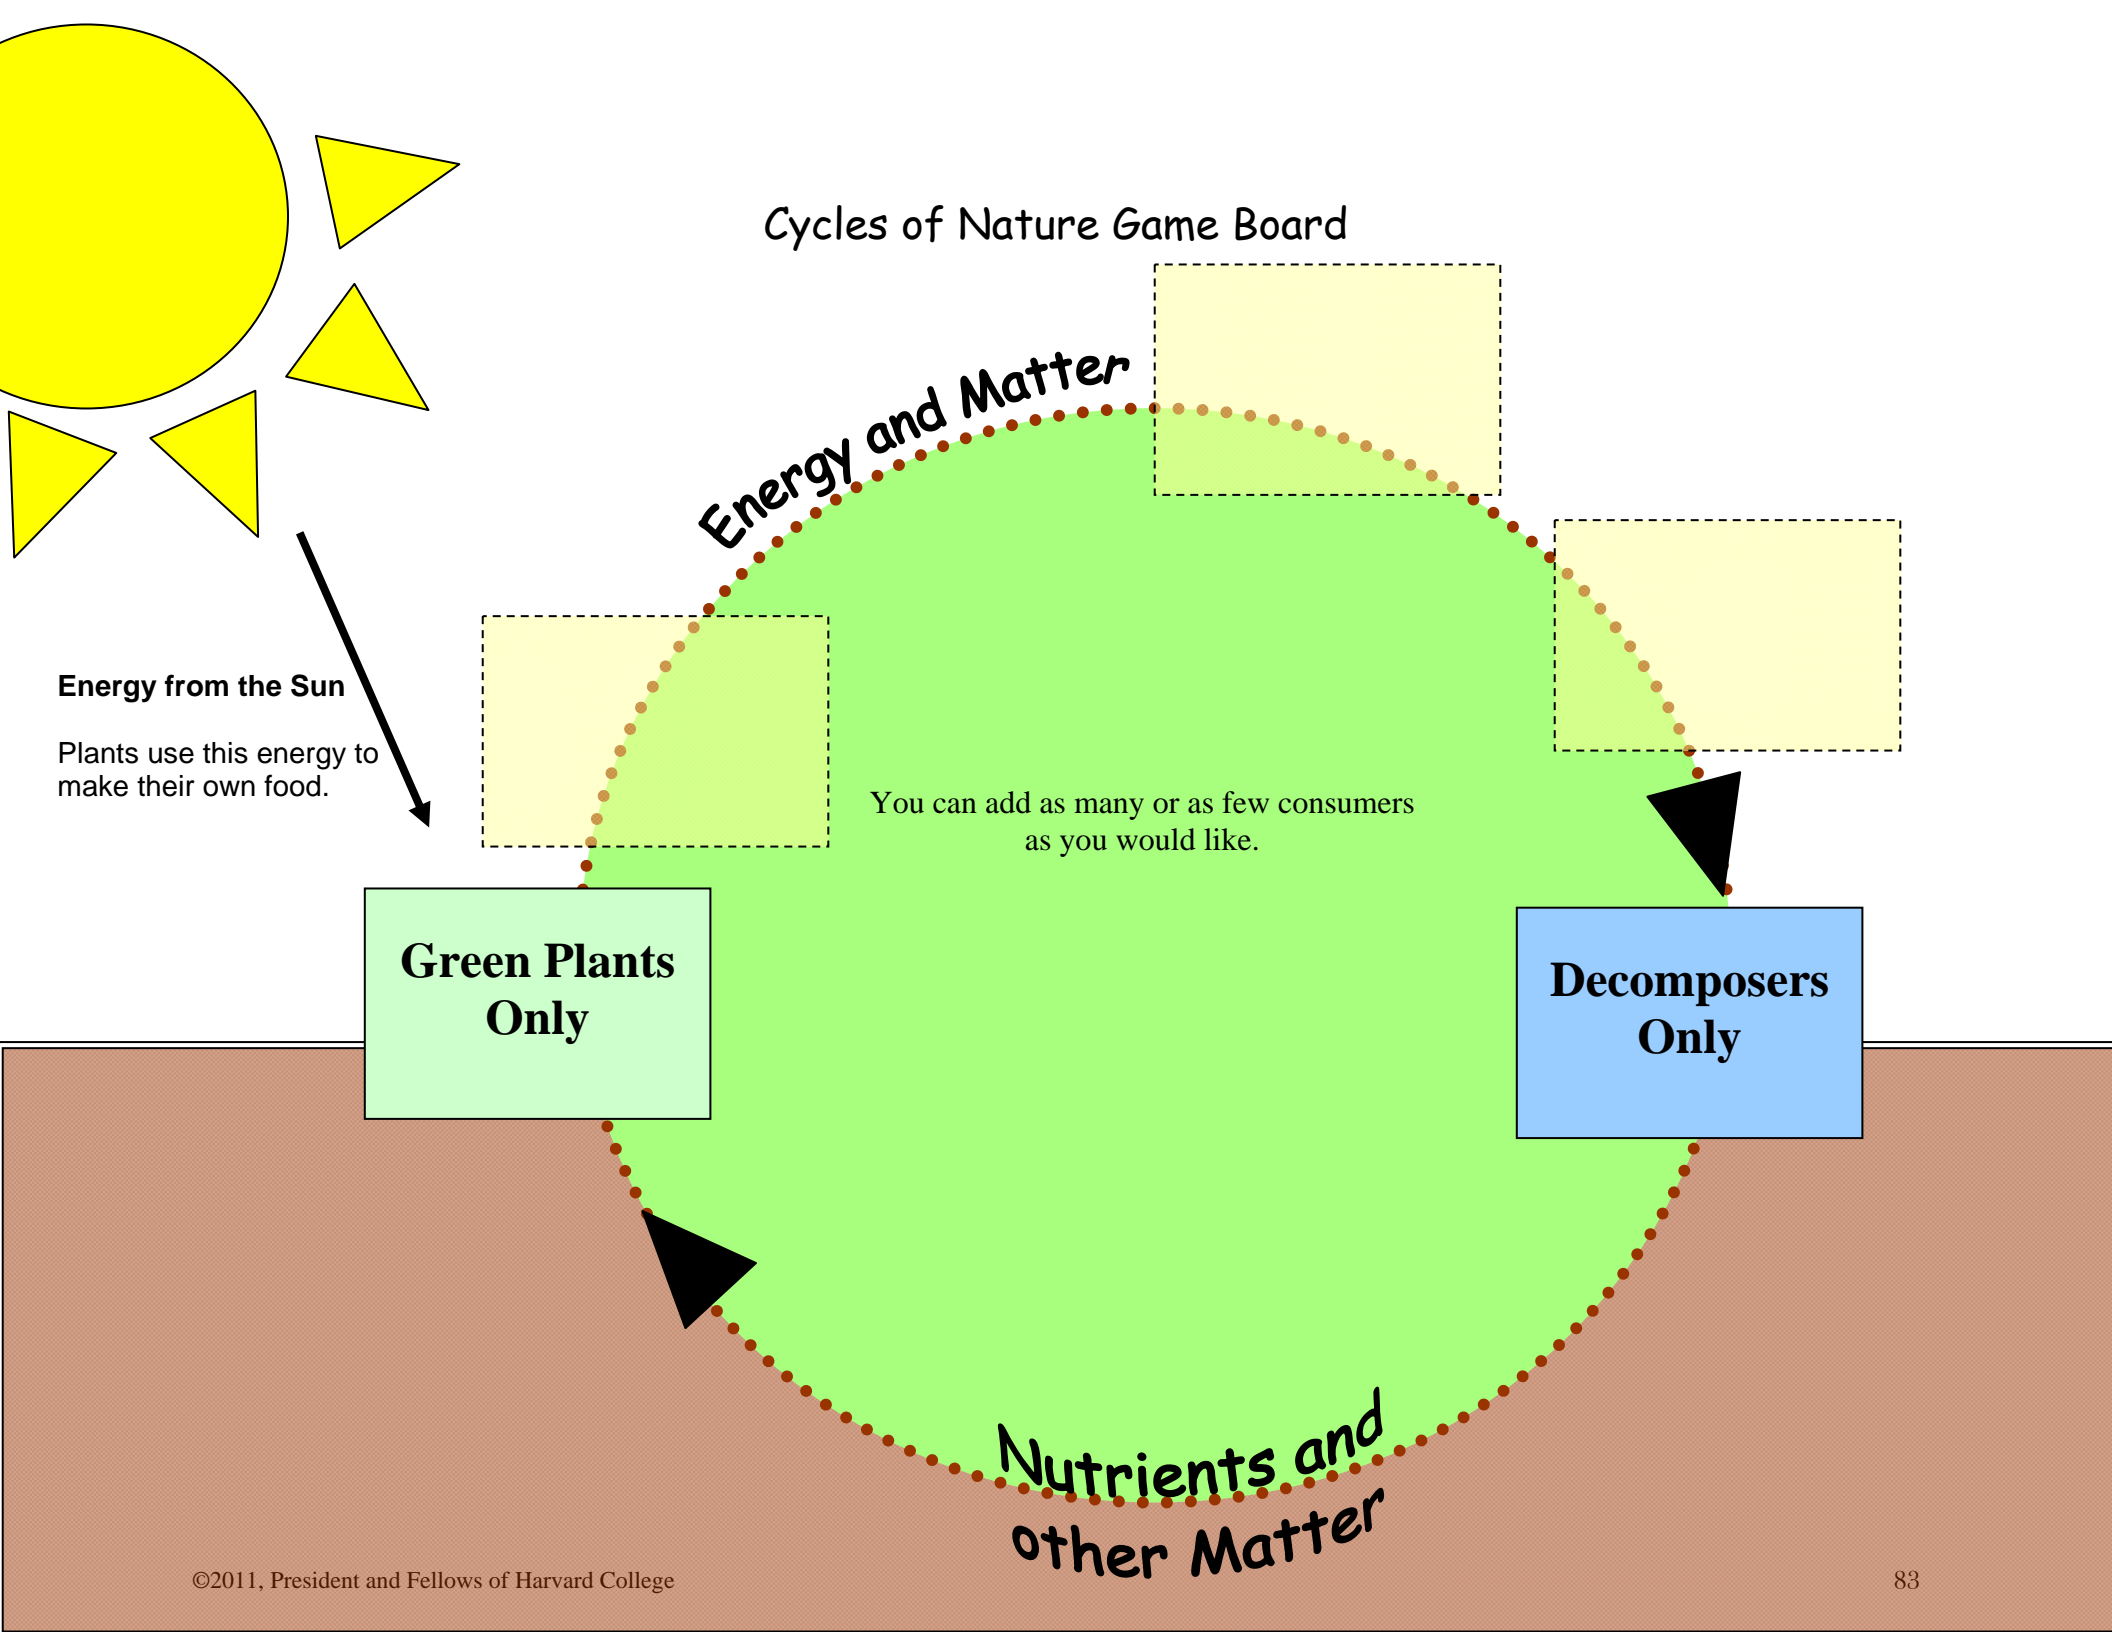 Cycles of Nature Game Board
Energy and Matter
Energy from the Sun
Plants use this energy to
make their own food.
You can add as many or as few consumers
as you would like.
Green Plants
Only
Decomposers
Only
Nutrients and
other Matter
©2011, President and Fellows of Harvard College
83